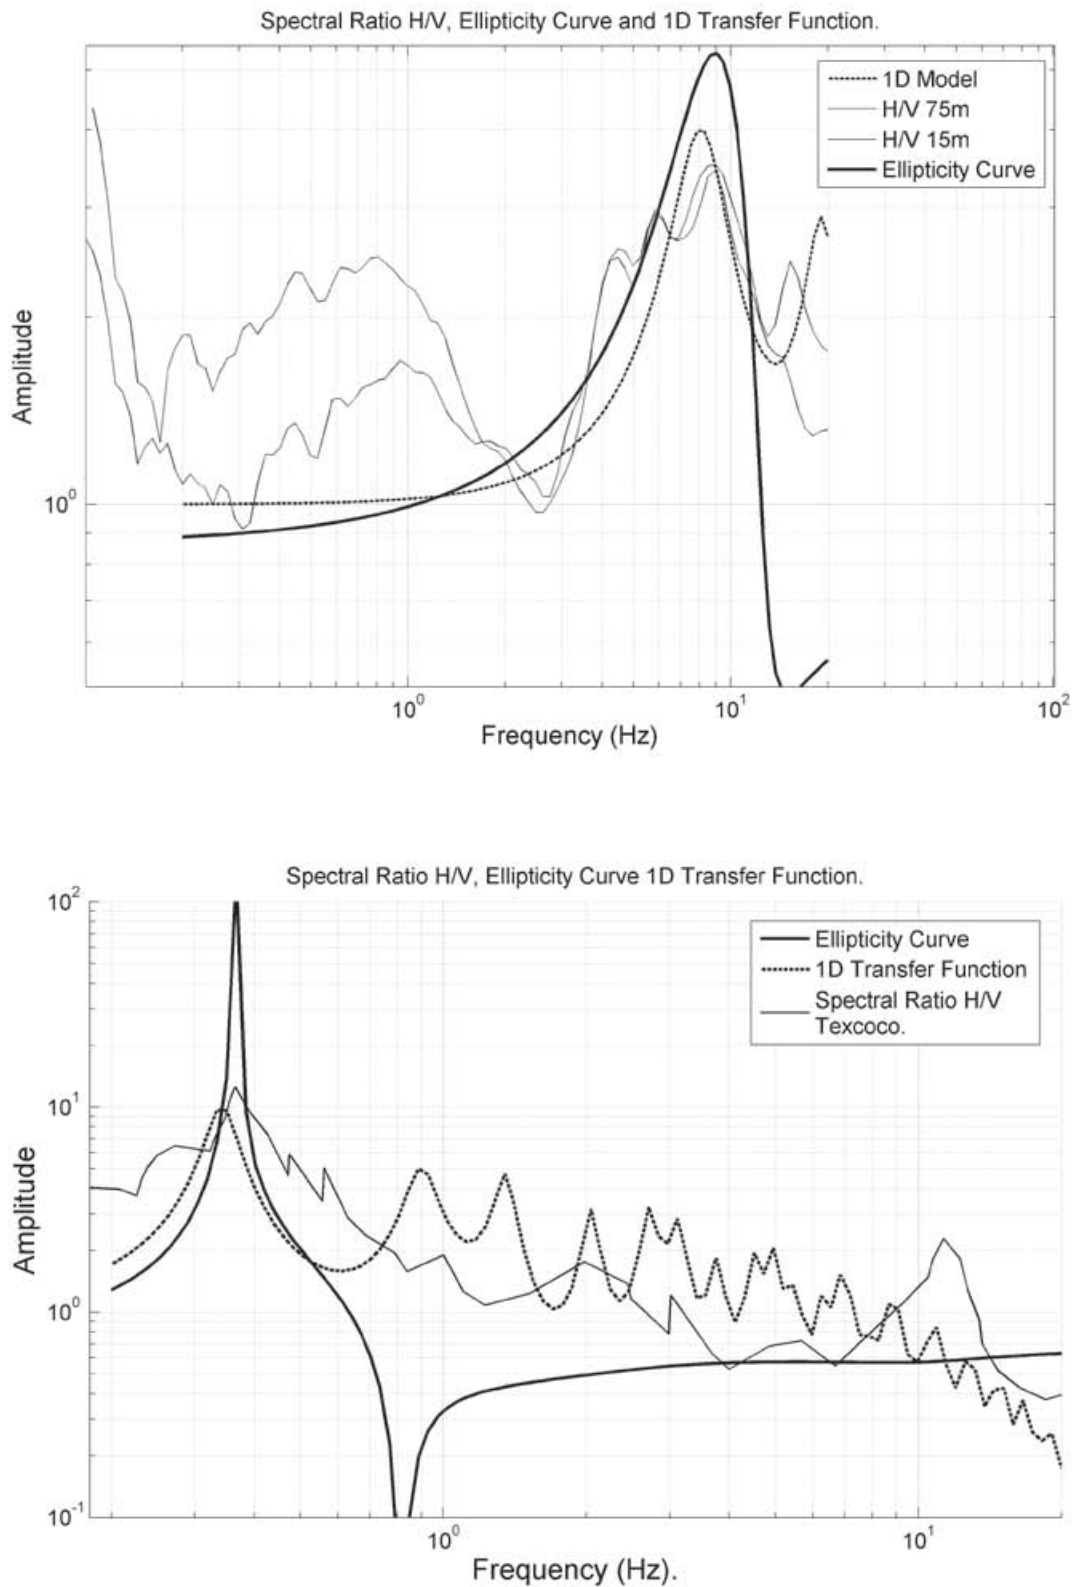 Spectral Ratio H/V, Ellipticity Curve and 1D Transfer Function.
1D Model
H/V 75m
H/V 15m
Ellipticity Curve
Amplitude
10^0
10^0
10^1
10^2
Frequency (Hz)
Spectral Ratio H/V, Ellipticity Curve 1D Transfer Function.
10^2
Ellipticity Curve
1D Transfer Function
Spectral Ratio H/V
Texcoco.
10^1
Amplitude
10^0
10^-1
10^0
10^1
Frequency (Hz).